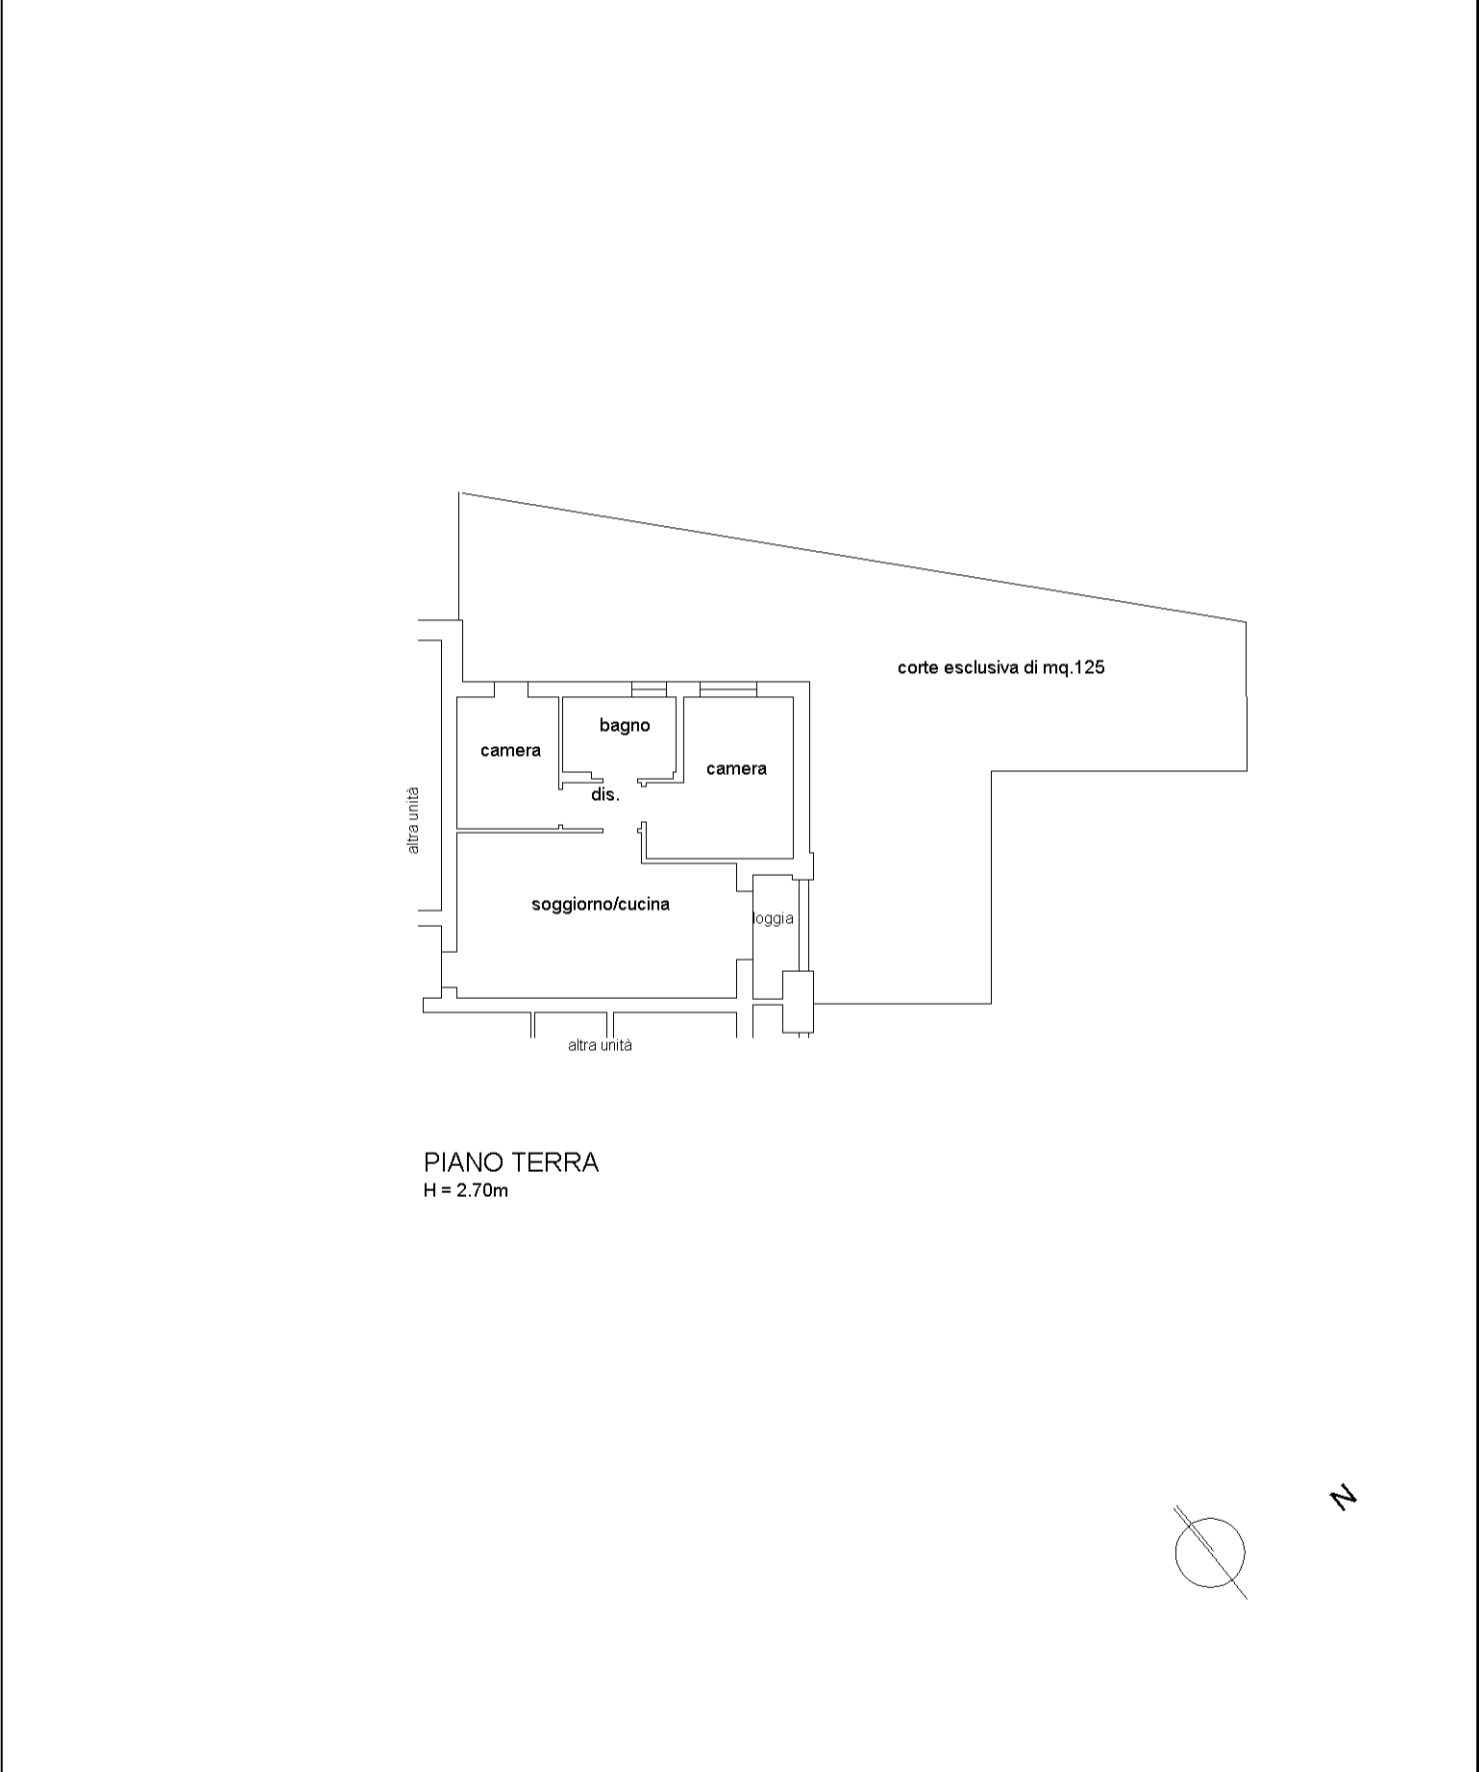 corte esclusiva di mq.125
bagno
camera
camera
dis.
altra unità
soggiorno/cucina
loggia
altra unità
PIANO TERRA
H = 2.70m
N